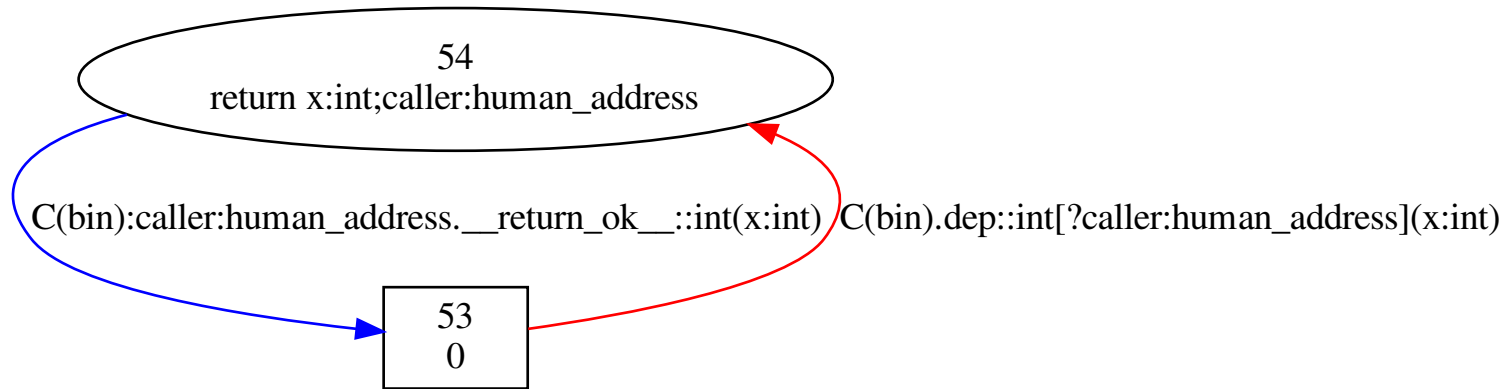 54
return x:int;caller:human_address
C(bin):caller:human_address.__return_ok__::int(x:int)
C(bin).dep::int[?caller:human_address](x:int)
53
0